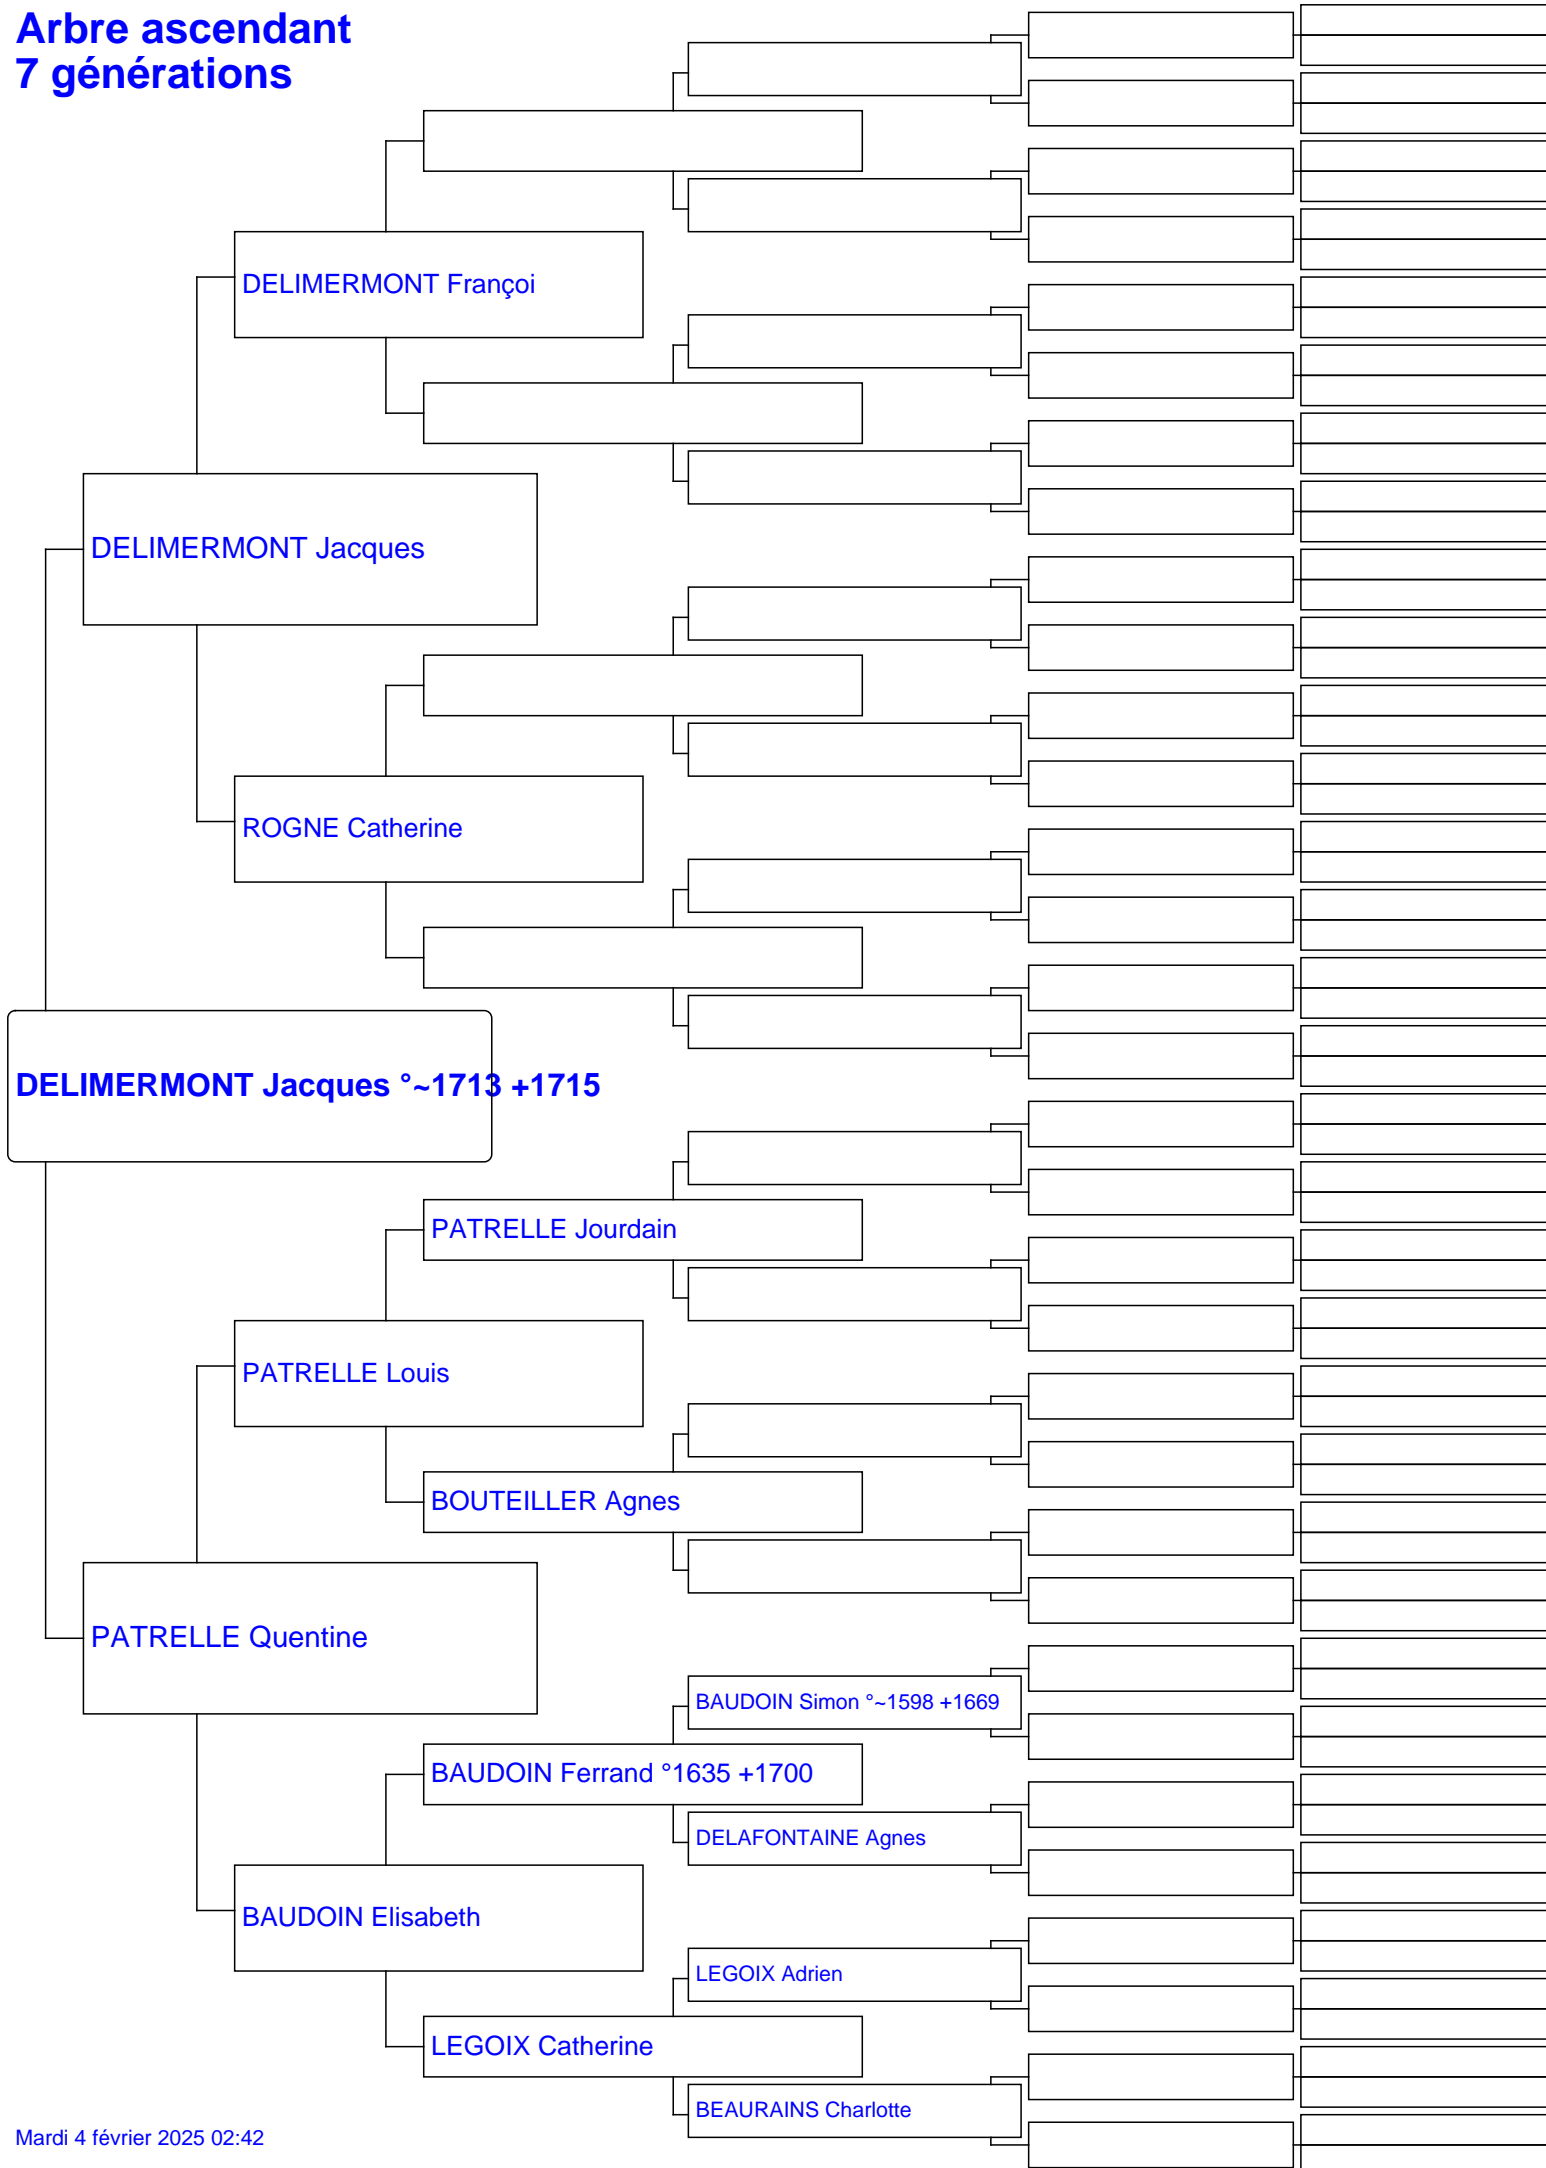 Arbre ascendant
7 générations
DELIMERMONT Françoi
DELIMERMONT Jacques
ROGNE Catherine
DELIMERMONT Jacques °~1713 +1715
PATRELLE Jourdain
PATRELLE Louis
BOUTEILLER Agnes
PATRELLE Quentine
BAUDOIN Simon °~1598 +1669
BAUDOIN Ferrand °1635 +1700
DELAFONTAINE Agnes
BAUDOIN Elisabeth
LEGOIX Adrien
LEGOIX Catherine
BEAURAINS Charlotte
Mardi 4 février 2025 02:42